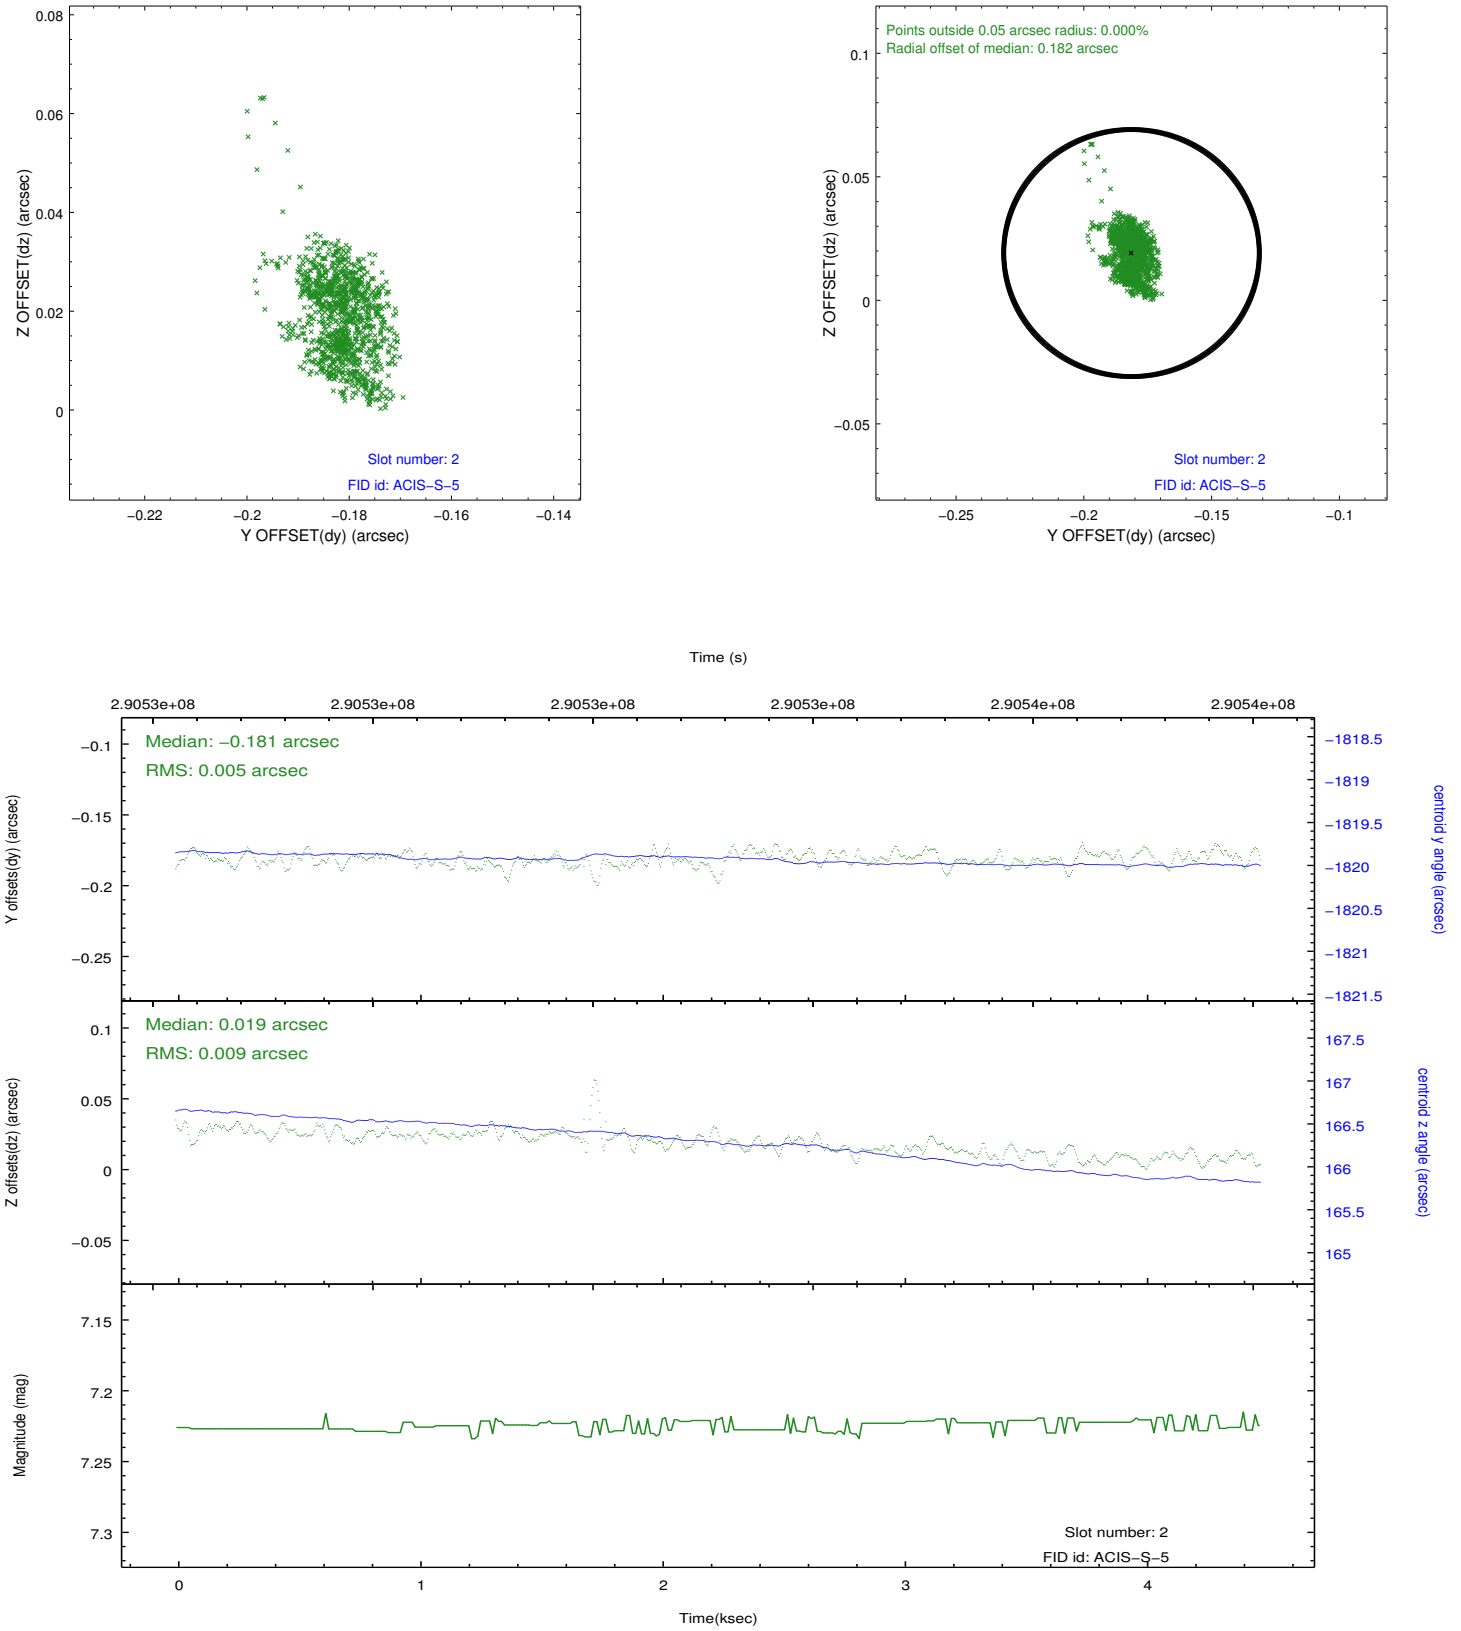 0.08
0.06
0.04
0.02
0
Z OFFSET(dz) (arcsec)
Slot number: 2
FID id: ACIS−S−5
−0.22 −0.2 −0.18 −0.16 −0.14
Y OFFSET(dy) (arcsec)
Points outside 0.05 arcsec radius: 0.000%
Radial offset of median: 0.182 arcsec
0.1
0.05
0
−0.05
Z OFFSET(dz) (arcsec)
Slot number: 2
FID id: ACIS−S−5
−0.25 −0.2 −0.15 −0.1
Y OFFSET(dy) (arcsec)
Time (s)
2.9053e+08 2.9053e+08 2.9053e+08 2.9053e+08 2.9054e+08 2.9054e+08
Median: −0.181 arcsec
RMS: 0.005 arcsec
−0.1
−0.15
−0.2
−0.25
Y offsets(dy) (arcsec)
−1818.5
−1819
−1819.5
−1820
−1820.5
−1821
−1821.5
centroid y angle (arcsec)
Median: 0.019 arcsec
RMS: 0.009 arcsec
0.1
0.05
0
−0.05
Z offsets(dz) (arcsec)
167.5
167
166.5
166
165.5
165
centroid z angle (arcsec)
7.15
7.2
7.25
7.3
Magnitude (mag)
Slot number: 2
FID id: ACIS−S−5
0 1 2 3 4
Time(ksec)